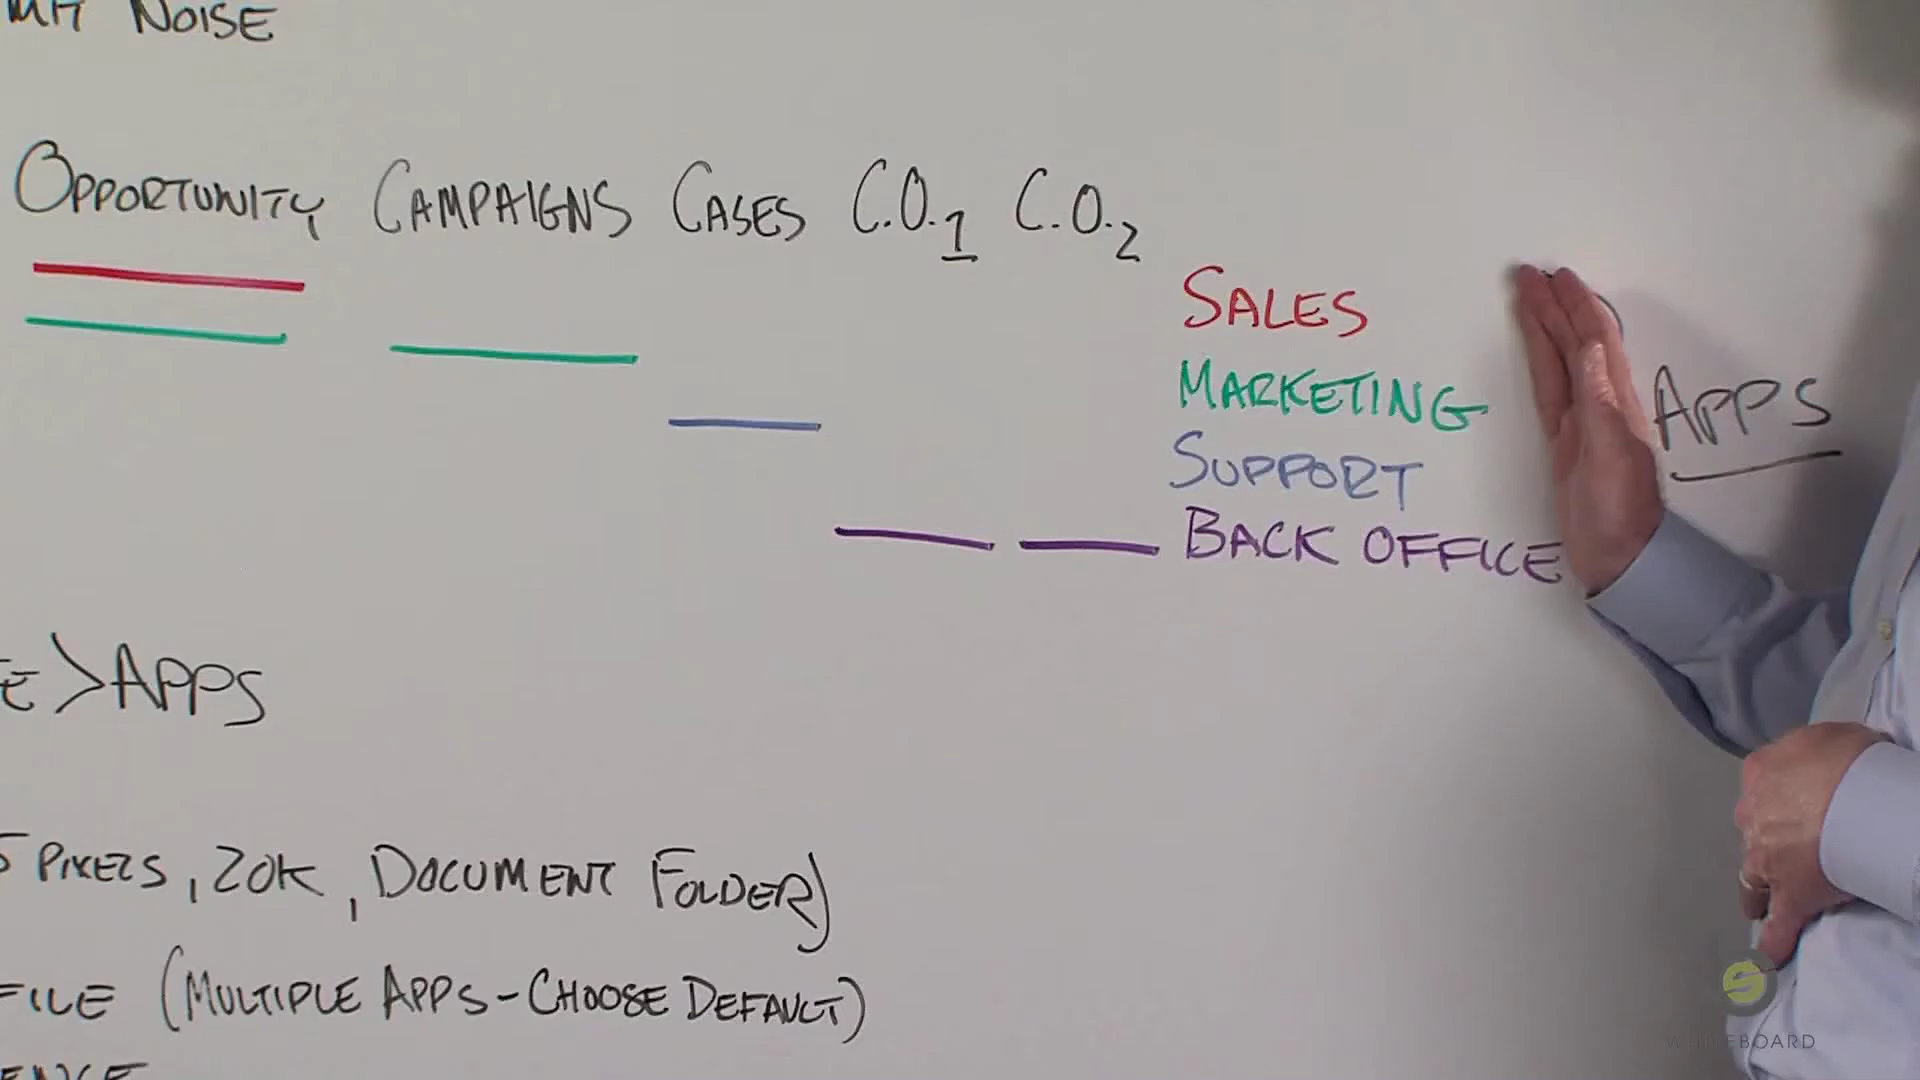 NOISE
OPPORTUNITY CAMPAIGNS CASES C.O.1 C.O.2
SALES
MARKETING
SUPPORT
BACK OFFICE
APPS
>APPS
PIXELS, 20K, DOCUMENT FOLDER)
(MULTIPLE APPS-CHOOSE DEFAULT)
WHITEBOARD